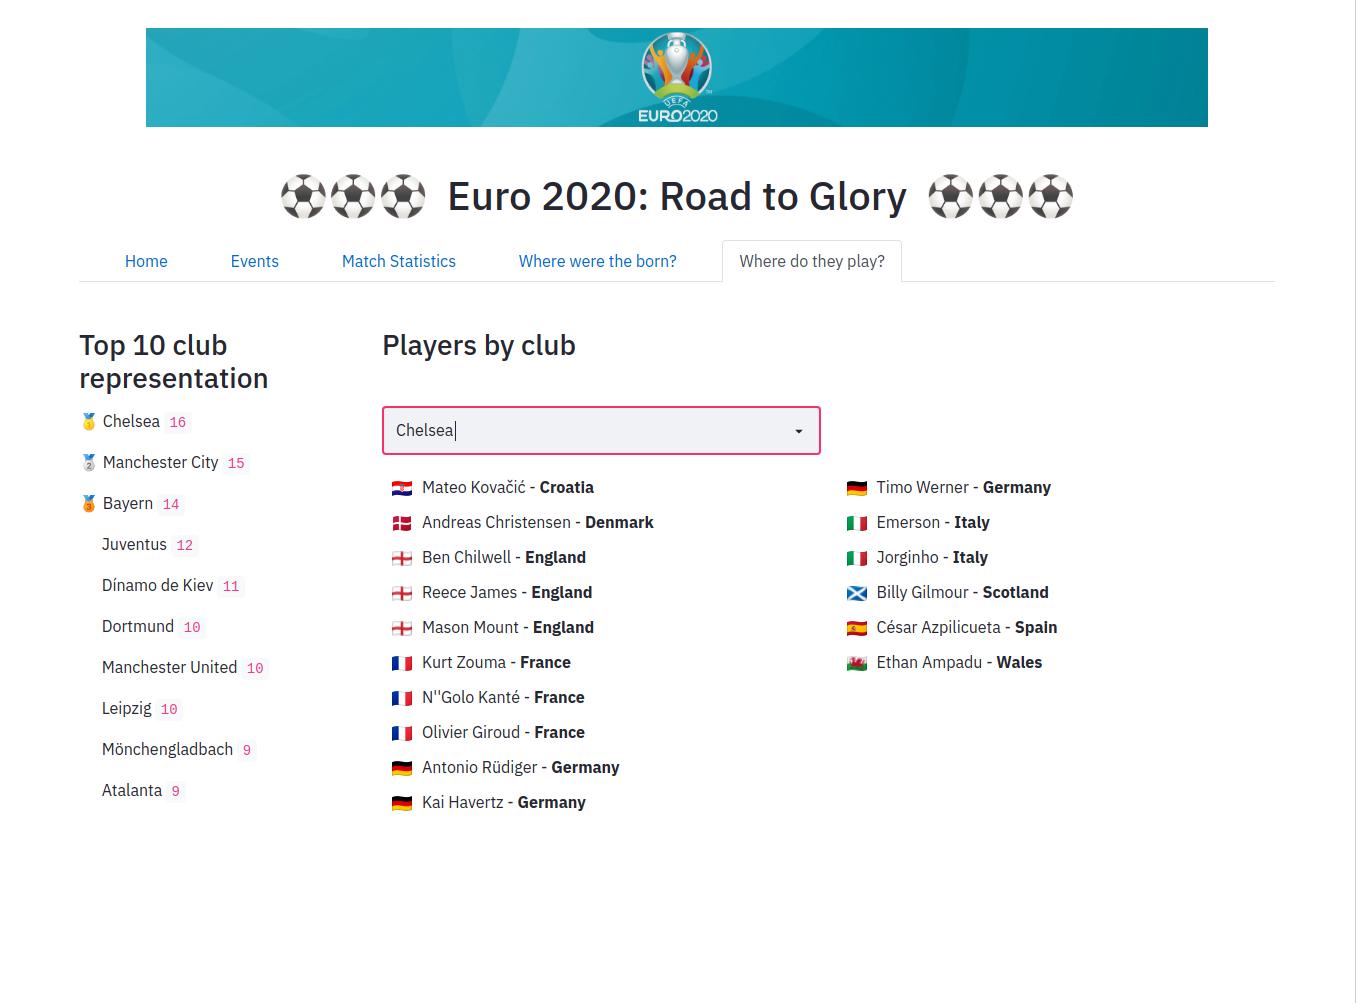 UEFA
EURO2020
Euro 2020: Road to Glory
Home
Events
Match Statistics
Where were the born?
Where do they play?
Top 10 club
representation
Chelsea 16
Manchester City 15
Bayern 14
Juventus 12
Dínamo de Kiev 11
Dortmund 10
Manchester United 10
Leipzig 10
Mönchengladbach 9
Atalanta 9
Players by club
Chelsea
Mateo Kovačić - Croatia
Andreas Christensen - Denmark
Ben Chilwell - England
Reece James - England
Mason Mount - England
Kurt Zouma - France
N''Golo Kanté - France
Olivier Giroud - France
Antonio Rüdiger - Germany
Kai Havertz - Germany
Timo Werner - Germany
Emerson - Italy
Jorginho - Italy
Billy Gilmour - Scotland
César Azpilicueta - Spain
Ethan Ampadu - Wales